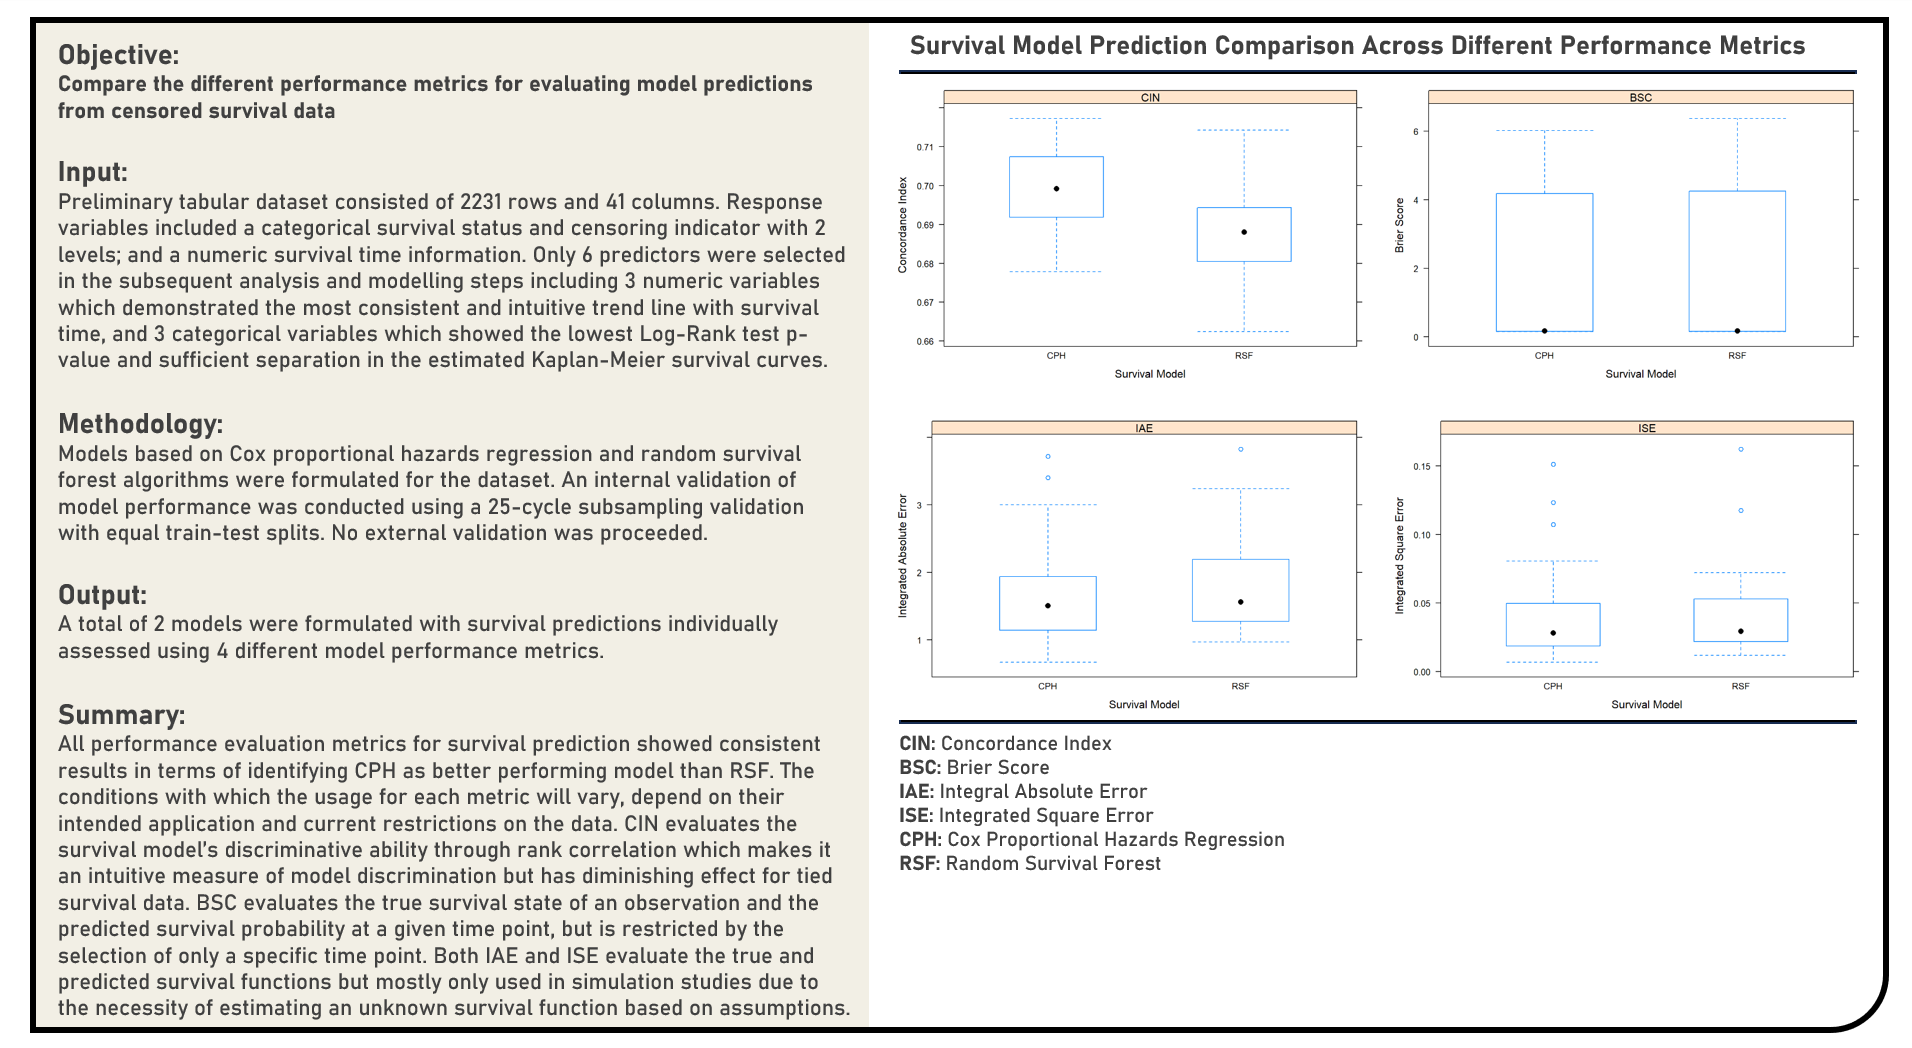 Objective:
Compare the different performance metrics for evaluating model predictions
from censored survival data
Input:
Preliminary tabular dataset consisted of 2231 rows and 41 columns. Response
variables included a categorical survival status and censoring indicator with 2
levels; and a numeric survival time information. Only 6 predictors were selected
in the subsequent analysis and modelling steps including 3 numeric variables
which demonstrated the most consistent and intuitive trend line with survival
time, and 3 categorical variables which showed the lowest Log-Rank test p-
value and sufficient separation in the estimated Kaplan-Meier survival curves.
Methodology:
Models based on Cox proportional hazards regression and random survival
forest algorithms were formulated for the dataset. An internal validation of
model performance was conducted using a 25-cycle subsampling validation
with equal train-test splits. No external validation was proceeded.
Output:
A total of 2 models were formulated with survival predictions individually
assessed using 4 different model performance metrics.
Summary:
All performance evaluation metrics for survival prediction showed consistent
results in terms of identifying CPH as better performing model than RSF. The
conditions with which the usage for each metric will vary, depend on their
intended application and current restrictions on the data. CIN evaluates the
survival model's discriminative ability through rank correlation which makes it
an intuitive measure of model discrimination but has diminishing effect for tied
survival data. BSC evaluates the true survival state of an observation and the
predicted survival probability at a given time point, but is restricted by the
selection of only a specific time point. Both IAE and ISE evaluate the true and
predicted survival functions but mostly only used in simulation studies due to
the necessity of estimating an unknown survival function based on assumptions.
Survival Model Prediction Comparison Across Different Performance Metrics
CIN
Concordance Index
0.71
0.70
0.69
0.68
0.67
0.66
CPH
RSF
Survival Model
BSC
Brier Score
6
4
2
0
CPH
RSF
Survival Model
IAE
Integrated Absolute Error
3
2
1
CPH
RSF
Survival Model
ISE
Integrated Square Error
0.15
0.10
0.05
0.00
CPH
RSF
Survival Model
CIN: Concordance Index
BSC: Brier Score
IAE: Integral Absolute Error
ISE: Integrated Square Error
CPH: Cox Proportional Hazards Regression
RSF: Random Survival Forest